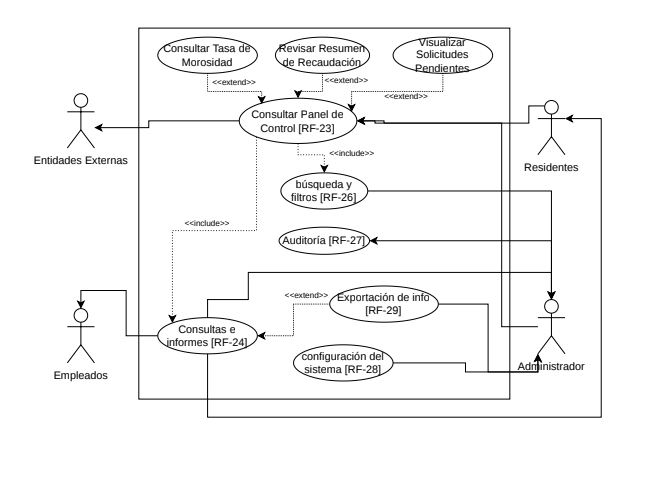 Consultar Tasa de
Morosidad
Revisar Resumen
de Recaudación
Visualizar
Solicitudes
Pendientes
<<extend>>
<<extend>>
<<extend>>
Consultar Panel de
Control [RF-23]
Entidades Externas
Residentes
<<include>>
búsqueda y
filtros [RF-26]
<<include>>
Auditoría [RF-27]
<<extend>>
Exportación de info
[RF-29]
Consultas e
informes [RF-24]
configuración del
sistema [RF-28]
Empleados
Administrador